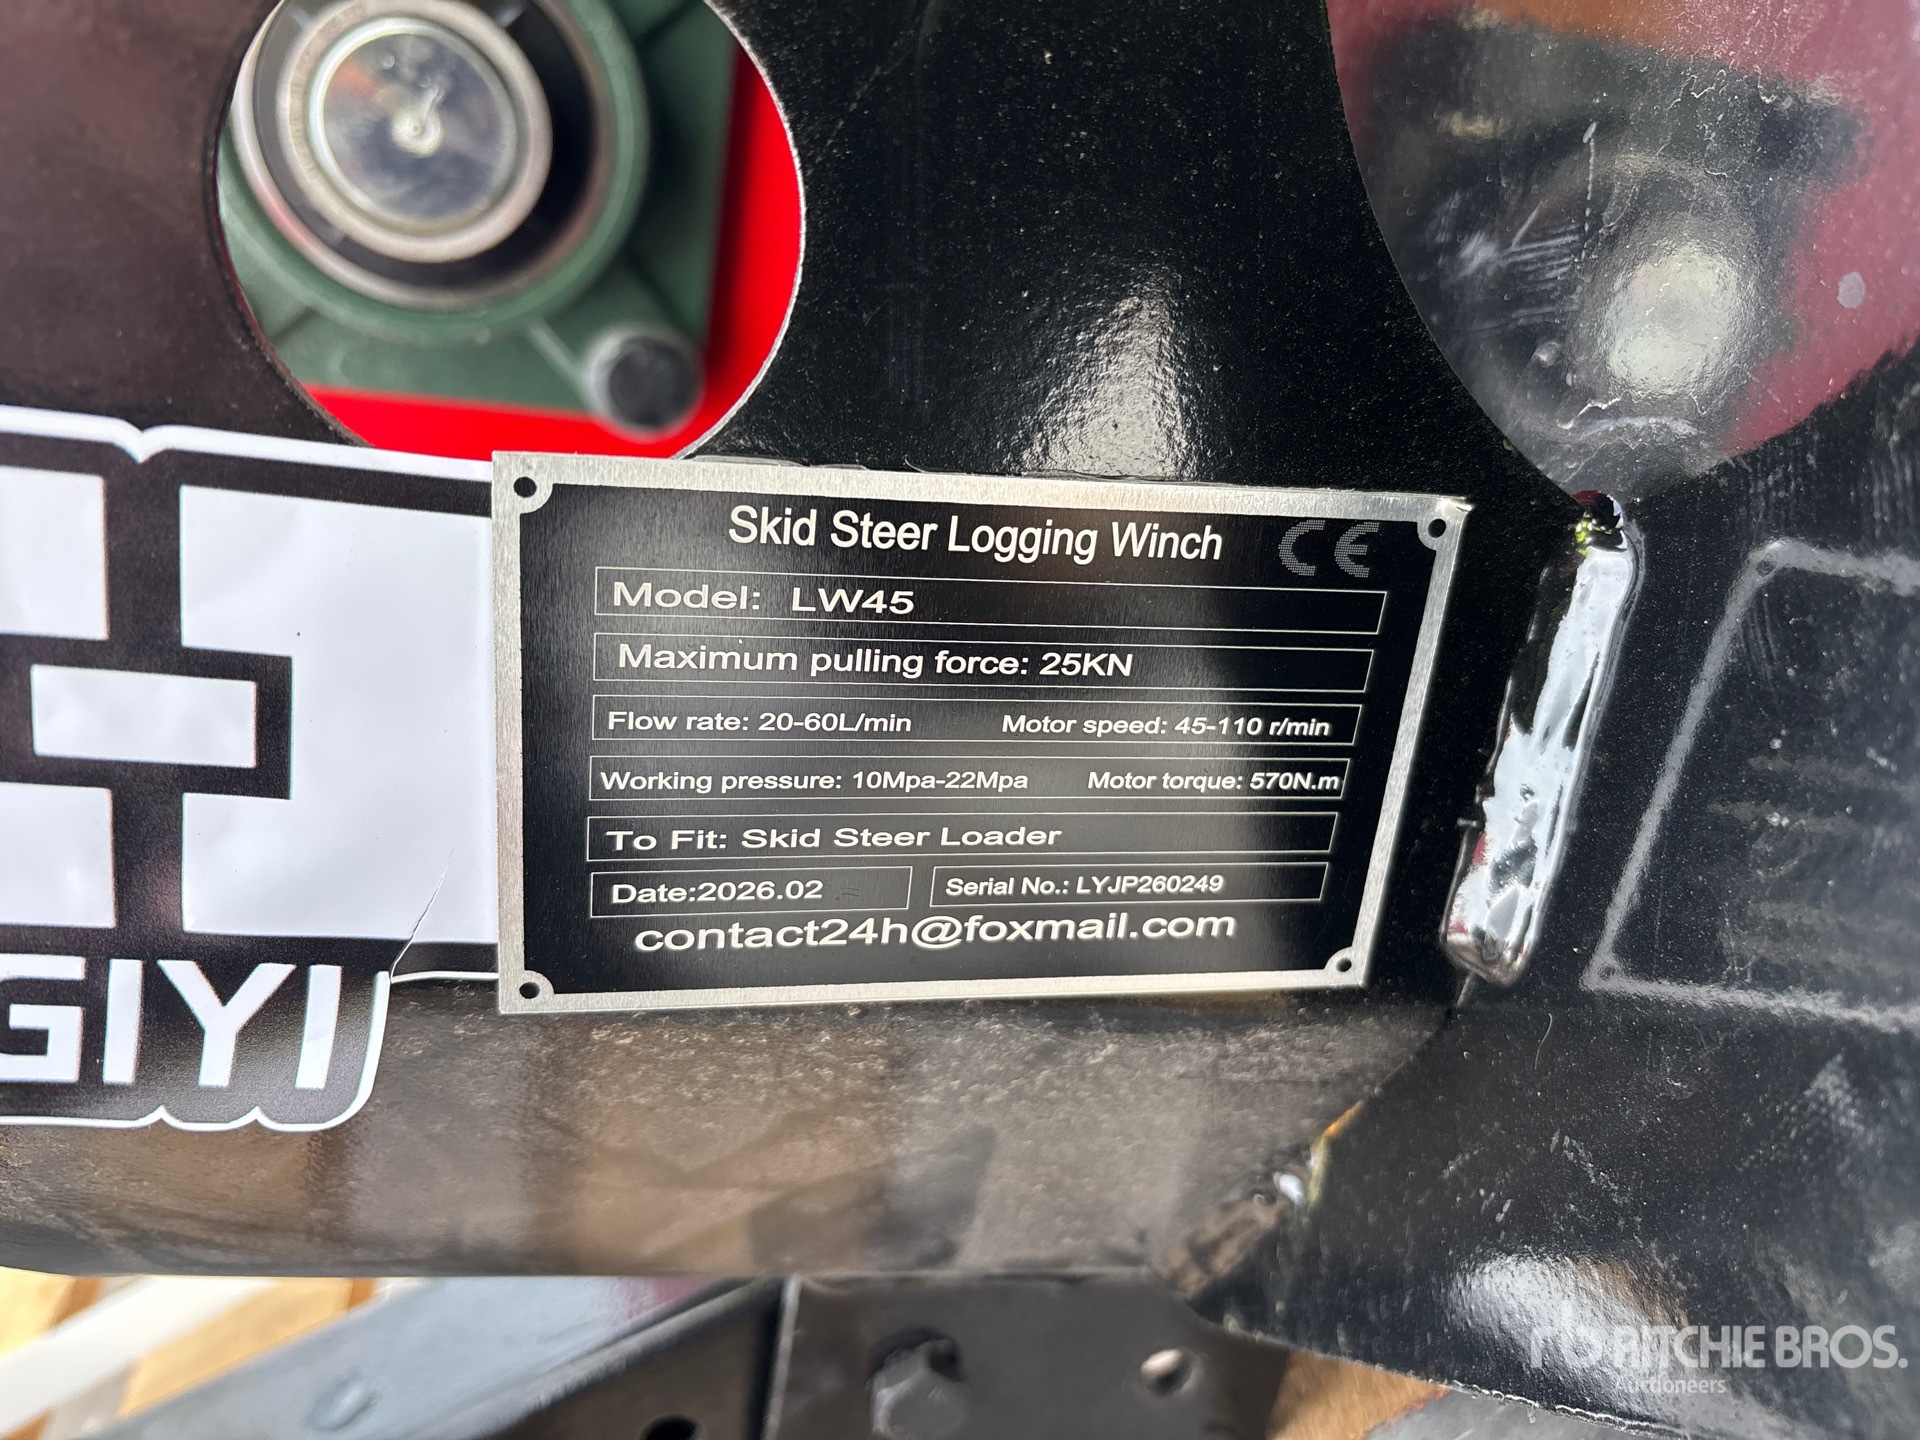 Skid Steer Logging Winch CE
Model: LW45
Maximum pulling force: 25KN
Flow rate: 20-60L/min Motor speed: 45-110 r/min
Working pressure: 10Mpa-22Mpa Motor torque: 570N.m
To Fit: Skid Steer Loader
Date:2026.02 Serial No.: LYJP260249
contact24h@foxmail.com
GIYI
RITCHIE BROS.
Auctioneers